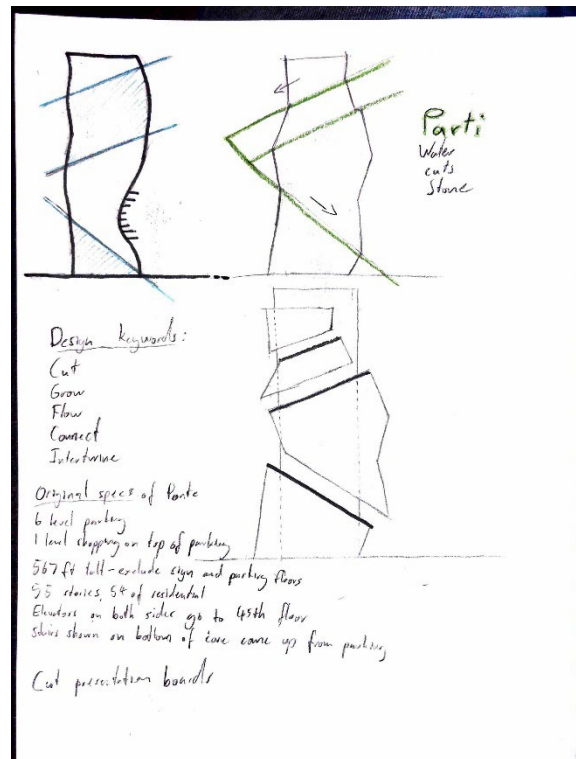 Parti
Water
cuts
Stone
Design keywords:
Cut
Grow
Flow
Connect
Intertwine
Original specs of Ponte
6 level parking
1 level shopping on top of parking
567 ft tall - exclude sign and parking floors
55 stories, 54 of residential
Elevators on both sides go to 45th floor
stairs shown on bottom of core come up from parking
Cut presentation boards